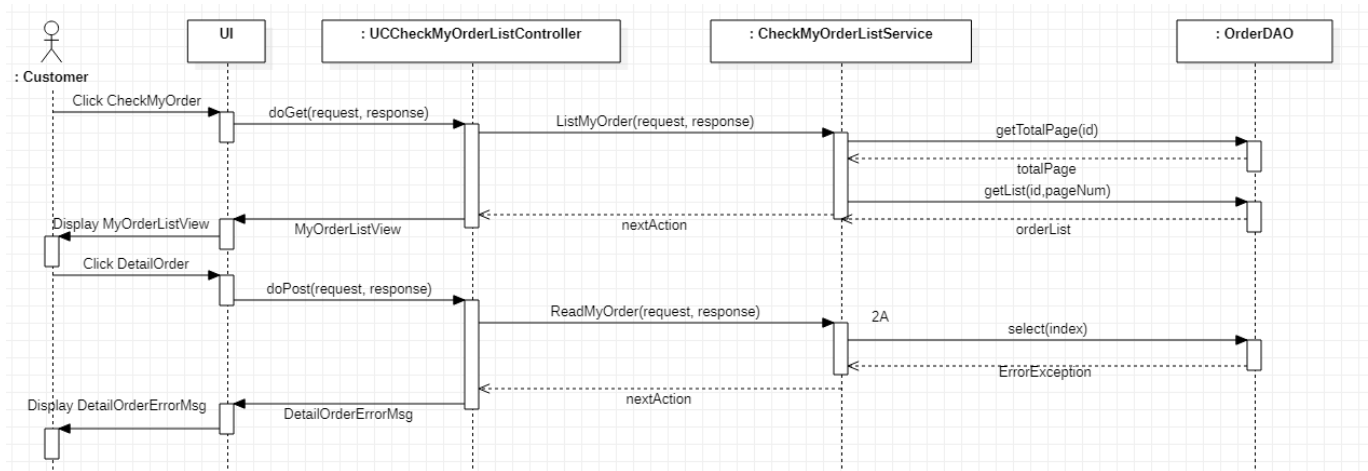 UI
: UCCheckMyOrderListController
: CheckMyOrderListService
: OrderDAO
: Customer
Click CheckMyOrder
doGet(request, response)
ListMyOrder(request, response)
getTotalPage(id)
totalPage
getList(id,pageNum)
Display MyOrderListView
MyOrderListView
nextAction
orderList
Click DetailOrder
doPost(request, response)
ReadMyOrder(request, response)
2A
select(index)
ErrorException
nextAction
Display DetailOrderErrorMsg
DetailOrderErrorMsg